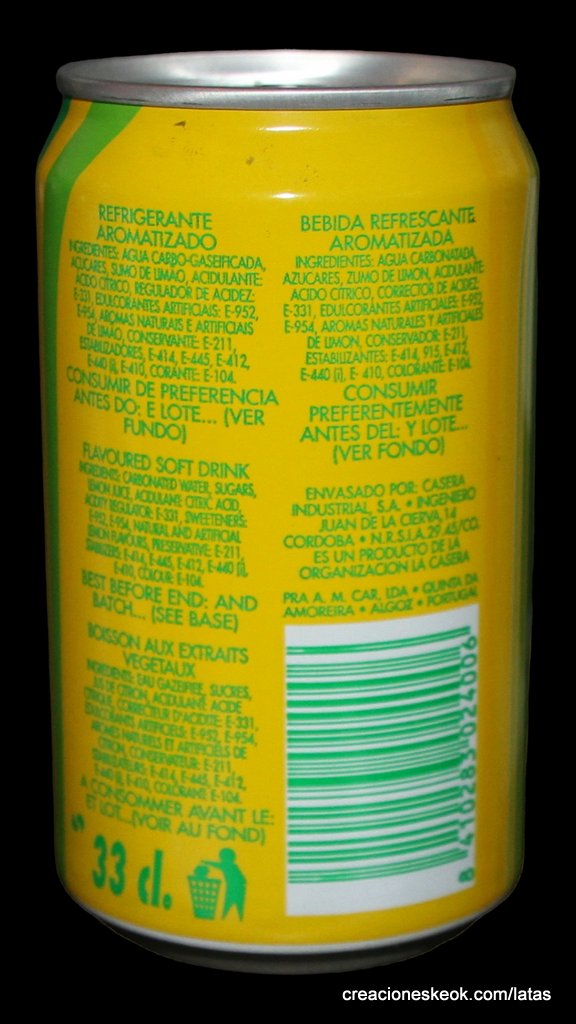 REFRIGERANTE
AROMATIZADO
INGREDIENTES: AGUA CARBO-GASEIFICADA,
AÇUCARES, SUMO DE LIMÃO, ACIDULANTE:
ACIDO CITRICO, REGULADOR DE ACIDEZ:
E-331, EDULCORANTES ARTIFICIAIS: E-952,
E-954, AROMAS NATURAIS E ARTIFICIAIS
DE LIMÃO, CONSERVANTE: E-211,
ESTABILIZADORES, E-414, E-445, E-412,
E-440 (i), E-410, CORANTE: E-104.
CONSUMIR DE PREFERENCIA
ANTES DO: E LOTE... (VER
FUNDO)
FLAVOURED SOFT DRINK
INGREDIENTS: CARBONATED WATER, SUGARS,
LEMON JUICE, ACIDULANT: CITRIC ACID,
ACIDITY REGULATOR: E-331, SWEETENERS:
E-952, E-954, NATURAL AND ARTIFICIAL
LEMON FLAVOURS, PRESERVATIVE: E-211,
STABILIZERS: E-414, E-445, E-412, E-440 (i),
E-410, COLOUR: E-104.
BEST BEFORE END: AND
BATCH... (SEE BASE)
BOISSON AUX EXTRAITS
VEGETAUX
INGREDIENTS: EAU GAZEIFIEE, SUCRES,
JUS DE CITRON, ACIDULANT: ACIDE
CITRIQUE, CORRECTEUR D'ACIDITE: E-331,
EDULCORANTS ARTIFICIELS: E-952, E-954,
AROMES NATURELS ET ARTIFICIELS DE
CITRON, CONSERVATEUR: E-211,
STABILATEURS: E-414, E-445, E-412,
E-440 (i), E-410, COLORANT: E-104.
A CONSOMMER AVANT LE:
ET LOT...(VOIR AU FOND)
33 cl.
BEBIDA REFRESCANTE
AROMATIZADA
INGREDIENTES: AGUA CARBONATADA,
AZUCARES, ZUMO DE LIMON, ACIDULANTE:
ACIDO CITRICO, CORRECTOR DE ACIDEZ:
E-331, EDULCORANTES ARTIFICIALES: E-952,
E-954, AROMAS NATURALES Y ARTIFICIALES
DE LIMON, CONSERVADOR: E-211,
ESTABILIZANTES: E-414, 915, E-412,
E-440 (i), E- 410, COLORANTE: E-104.
CONSUMIR
PREFERENTEMENTE
ANTES DEL: Y LOTE...
(VER FONDO)
ENVASADO POR: CASERA
INDUSTRIAL, S.A. • INGENIERO
JUAN DE LA CIERVA, 14
CORDOBA • N.R.S.I.A. 29.45/CO.
ES UN PRODUCTO DE LA
ORGANIZACION LA CASERA
PRA A. M. CAR, LDA • QUINTA DA
AMOREIRA • ALGOZ • PORTUGAL
8 410283 024006
creacioneskeok.com/latas